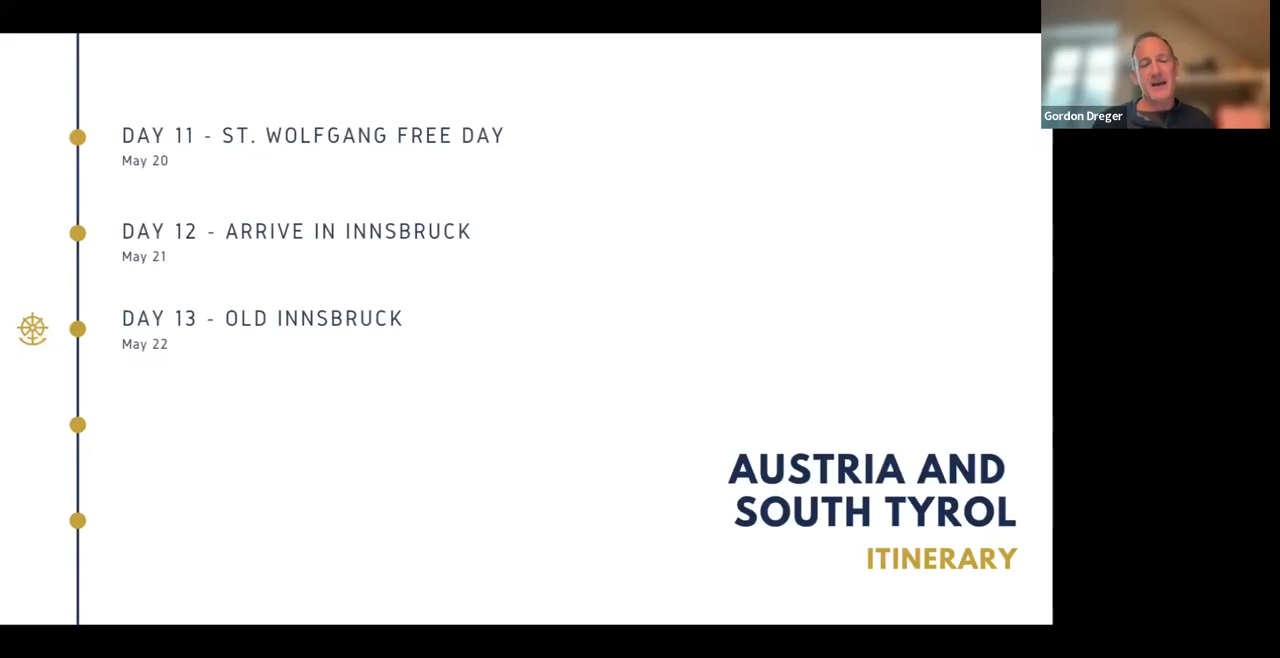 Gordon Dreger
DAY 11 - ST. WOLFGANG FREE DAY
May 20
DAY 12 - ARRIVE IN INNSBRUCK
May 21
DAY 13 - OLD INNSBRUCK
May 22
AUSTRIA AND
SOUTH TYROL
ITINERARY